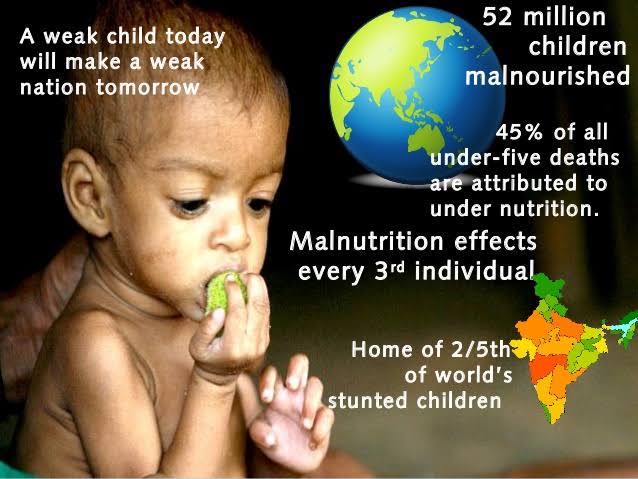 A weak child today
will make a weak
nation tomorrow
52 million
children
malnourished
45% of all
under-five deaths
are attributed to
under nutrition.
Malnutrition effects
every 3rd individual
Home of 2/5th
of world's
stunted children